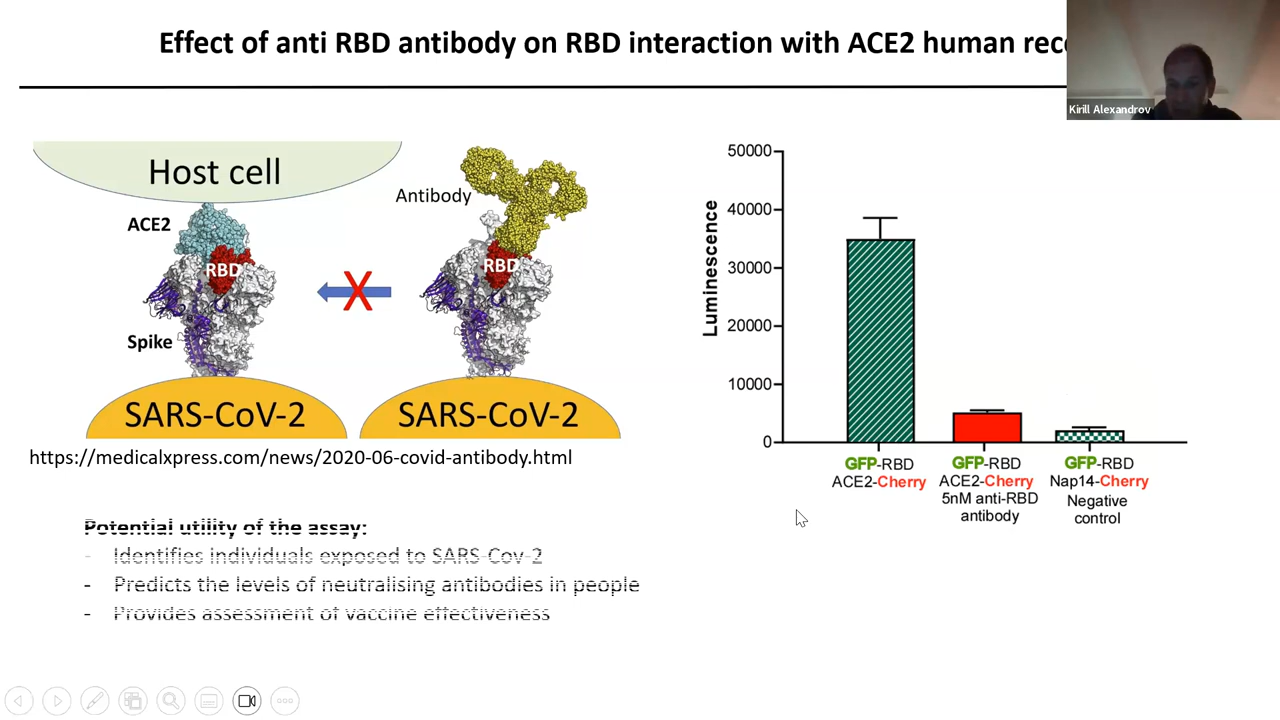 Effect of anti RBD antibody on RBD interaction with ACE2 human
Kirill Alexandrov
Host cell
ACE2
RBD
Spike
SARS-CoV-2
Antibody
RBD
SARS-CoV-2
https://medicalxpress.com/news/2020-06-covid-antibody.html
Potential utility of the assay:
- Identifies individuals exposed to SARS-Cov-2
- Predicts the levels of neutralising antibodies in people
- Provides assessment of vaccine effectiveness
Luminescence
50000
40000
30000
20000
10000
0
GFP-RBD
ACE2-Cherry
GFP-RBD
ACE2-Cherry
5nM anti-RBD
antibody
GFP-RBD
Nap14-Cherry
Negative
control